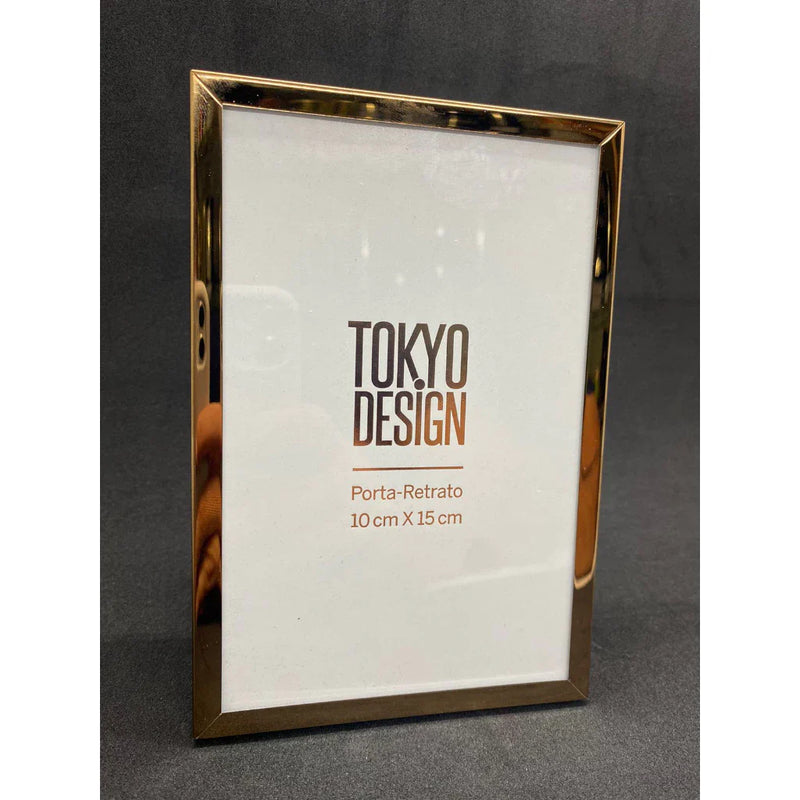 TOKYO
DESIGN
Porta-Retrato
10 cm X 15 cm